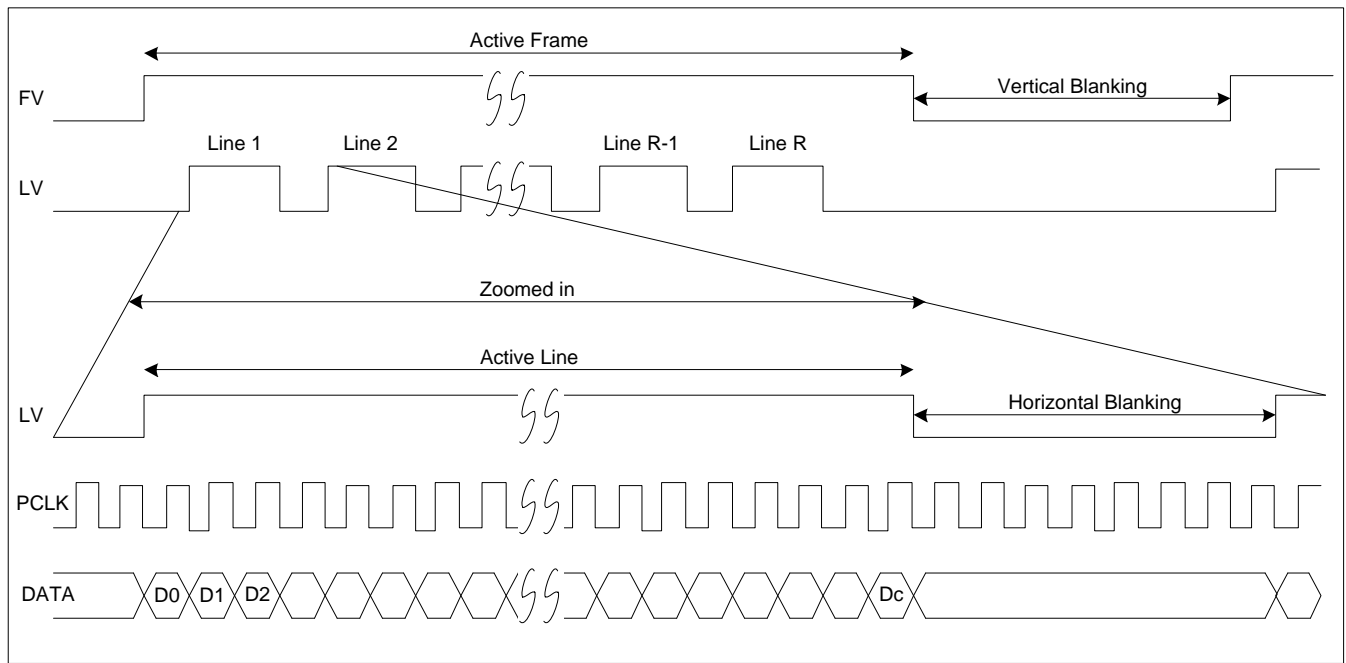 Active Frame
FV
Vertical Blanking
Line 1 Line 2 Line R-1 Line R
LV
Zoomed in
Active Line
LV
Horizontal Blanking
PCLK
DATA D0 D1 D2 Dc